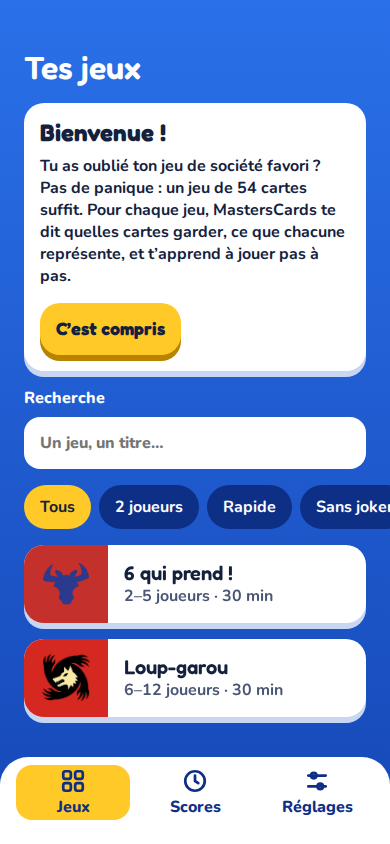 Tes jeux
Bienvenue !
Tu as oublié ton jeu de société favori ?
Pas de panique : un jeu de 54 cartes
suffit. Pour chaque jeu, MastersCards te
dit quelles cartes garder, ce que chacune
représente, et t’apprend à jouer pas à
pas.
C’est compris
Recherche
Un jeu, un titre…
Tous
2 joueurs
Rapide
Sans joker
6 qui prend !
2–5 joueurs · 30 min
Loup-garou
6–12 joueurs · 30 min
Jeux
Scores
Réglages